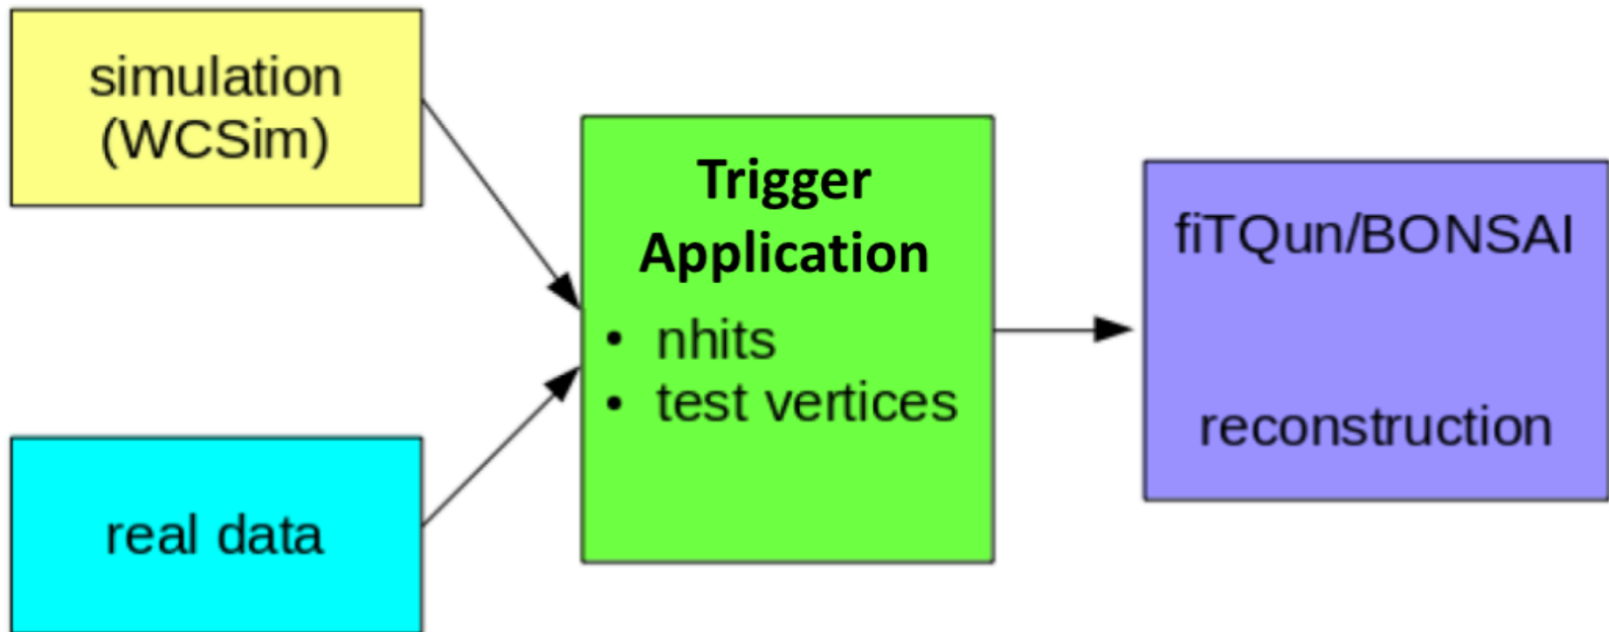 simulation
(WCSim)
real data
Trigger
Application
• nhits
• test vertices
fiTQun/BONSAI
reconstruction